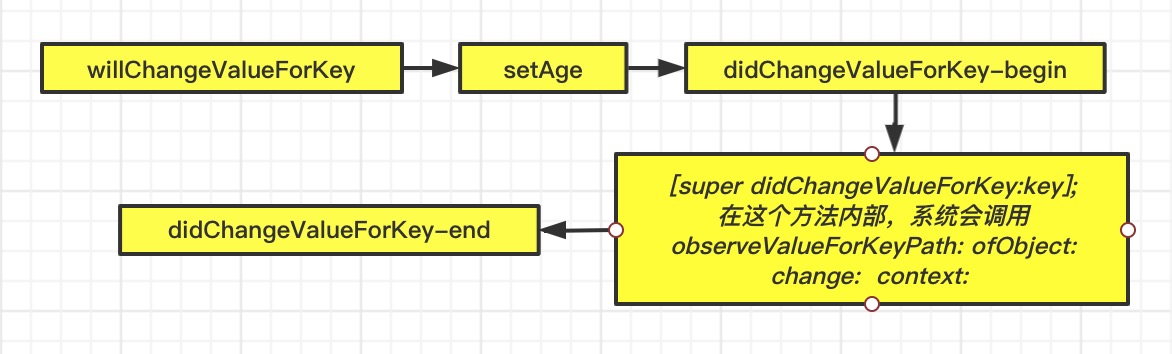 willChangeValueForKey
setAge
didChangeValueForKey-begin
[super didChangeValueForKey:key];
在这个方法内部，系统会调用
observeValueForKeyPath: ofObject:
change: context:
didChangeValueForKey-end